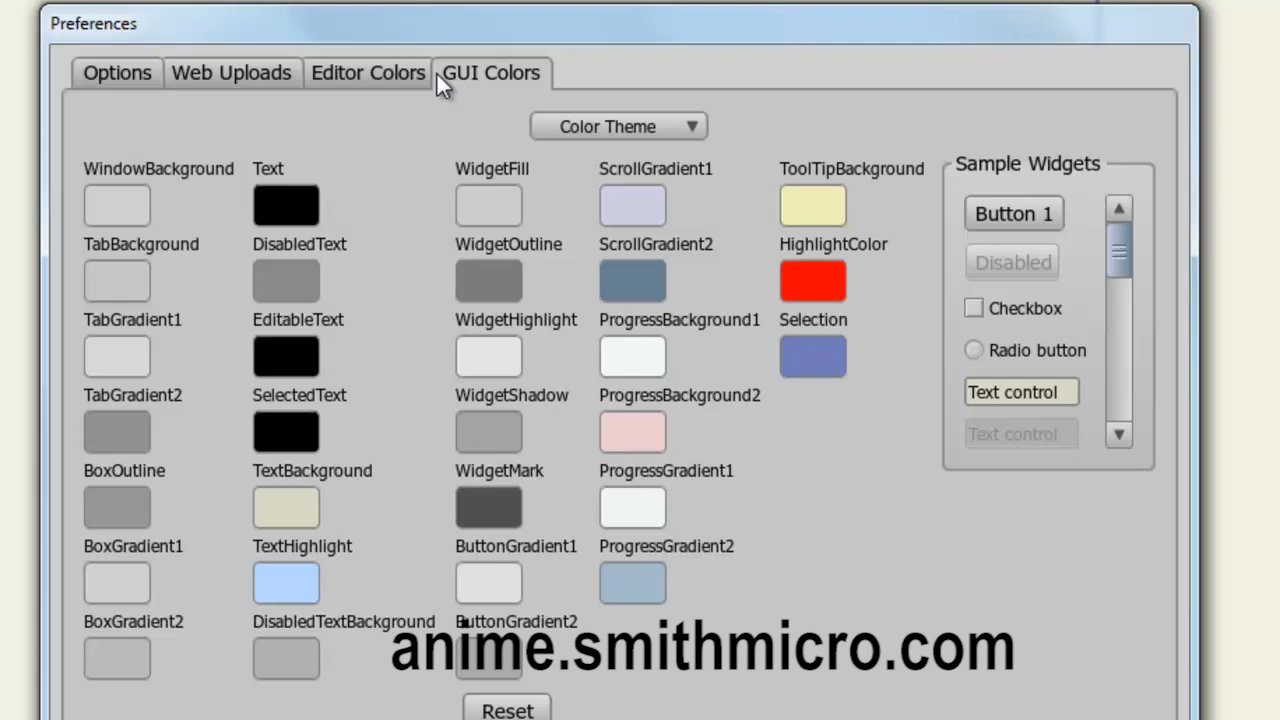 Preferences
Options Web Uploads Editor Colors GUI Colors
Color Theme
WindowBackground Text WidgetFill ScrollGradient1 ToolTipBackground Sample Widgets
Button 1
TabBackground DisabledText WidgetOutline ScrollGradient2 HighlightColor
Disabled
TabGradient1 EditableText WidgetHighlight ProgressBackground1 Selection
Checkbox
Radio button
TabGradient2 SelectedText WidgetShadow ProgressBackground2
Text control
Text control
BoxOutline TextBackground WidgetMark ProgressGradient1
BoxGradient1 TextHighlight ButtonGradient1 ProgressGradient2
BoxGradient2 DisabledTextBackground ButtonGradient2
anime.smithmicro.com
Reset